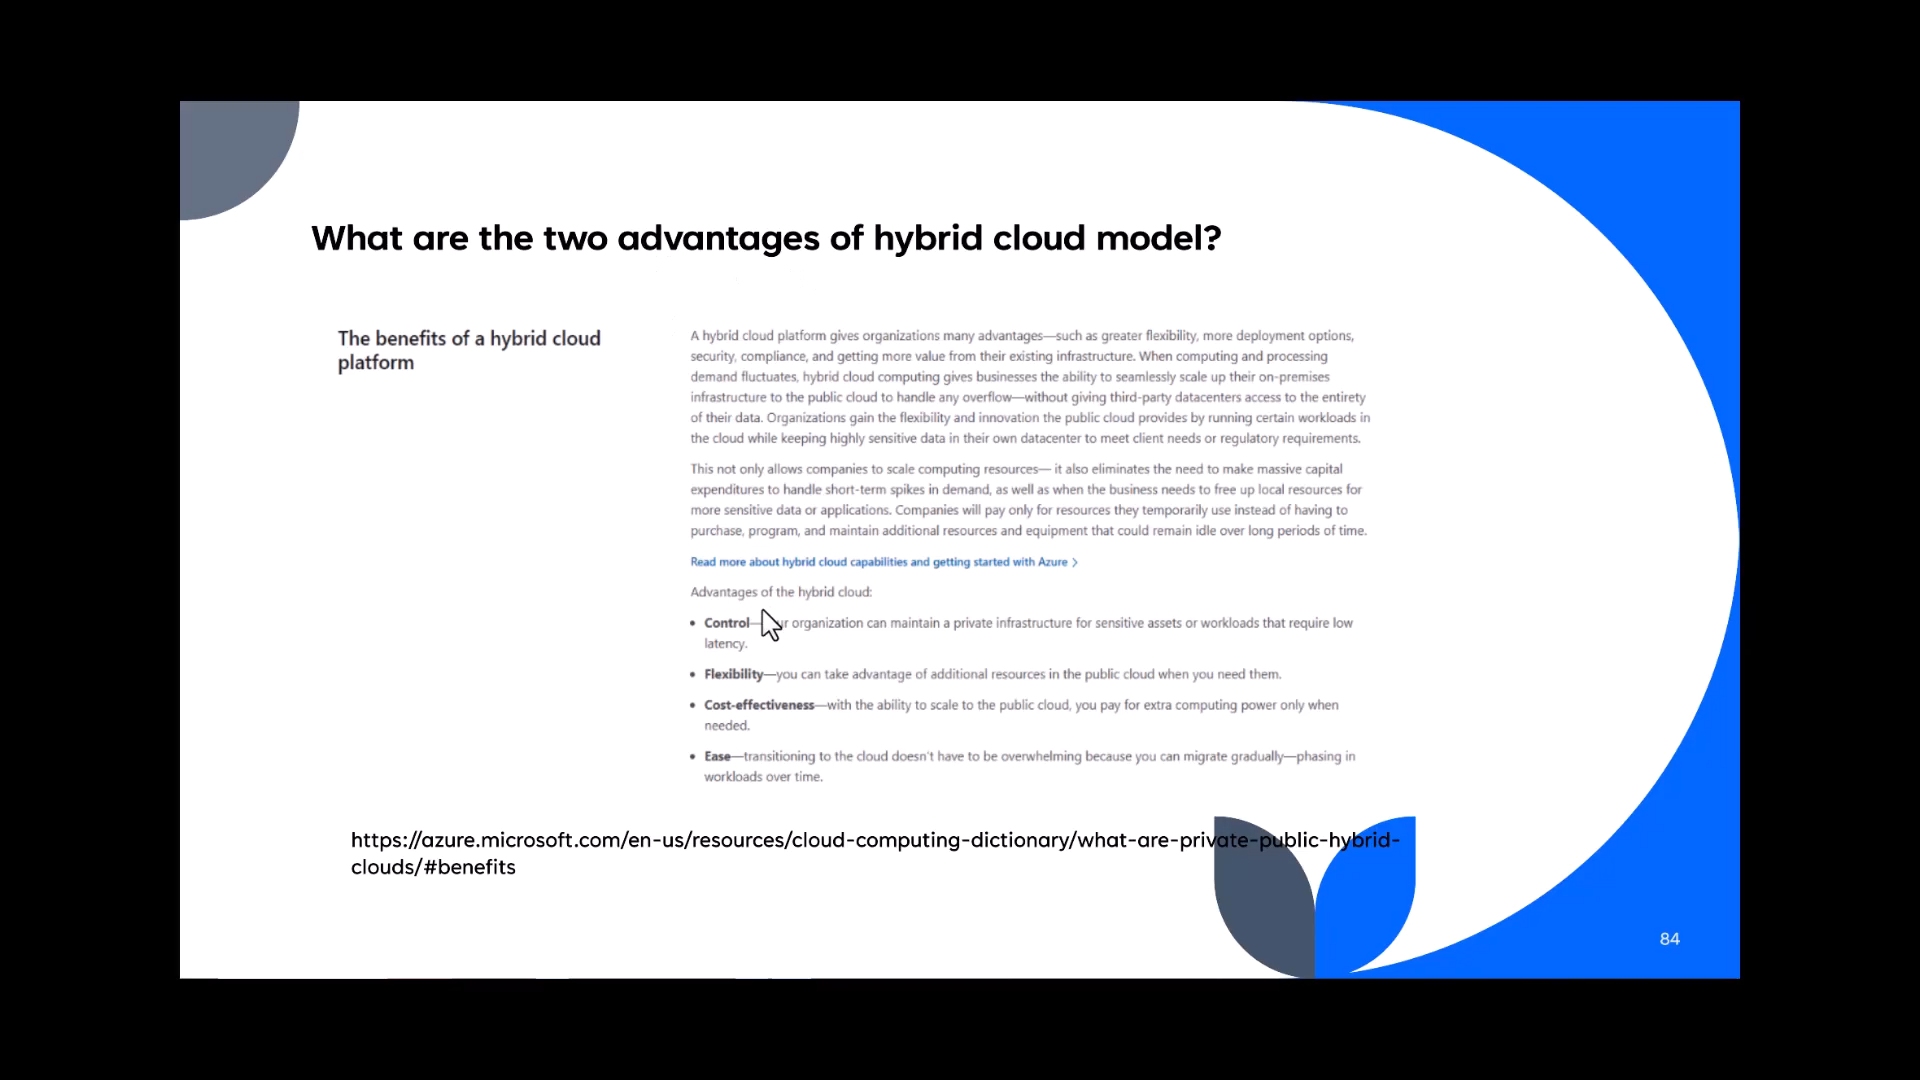 What are the two advantages of hybrid cloud model?
The benefits of a hybrid cloud
platform
A hybrid cloud platform gives organizations many advantages—such as greater flexibility, more deployment options,
security, compliance, and getting more value from their existing infrastructure. When computing and processing
demand fluctuates, hybrid cloud computing gives businesses the ability to seamlessly scale up their on-premises
infrastructure to the public cloud to handle any overflow—without giving third-party datacenters access to the entirety
of their data. Organizations gain the flexibility and innovation the public cloud provides by running certain workloads in
the cloud while keeping highly sensitive data in their own datacenter to meet client needs or regulatory requirements.
This not only allows companies to scale computing resources— it also eliminates the need to make massive capital
expenditures to handle short-term spikes in demand, as well as when the business needs to free up local resources for
more sensitive data or applications. Companies will pay only for resources they temporarily use instead of having to
purchase, program, and maintain additional resources and equipment that could remain idle over long periods of time.
Read more about hybrid cloud capabilities and getting started with Azure >
Advantages of the hybrid cloud:
• Control— organization can maintain a private infrastructure for sensitive assets or workloads that require low
latency.
• Flexibility—you can take advantage of additional resources in the public cloud when you need them.
• Cost-effectiveness—with the ability to scale to the public cloud, you pay for extra computing power only when
needed.
• Ease—transitioning to the cloud doesn't have to be overwhelming because you can migrate gradually—phasing in
workloads over time.
https://azure.microsoft.com/en-us/resources/cloud-computing-dictionary/what-are-private-public-hybrid-
clouds/#benefits
84